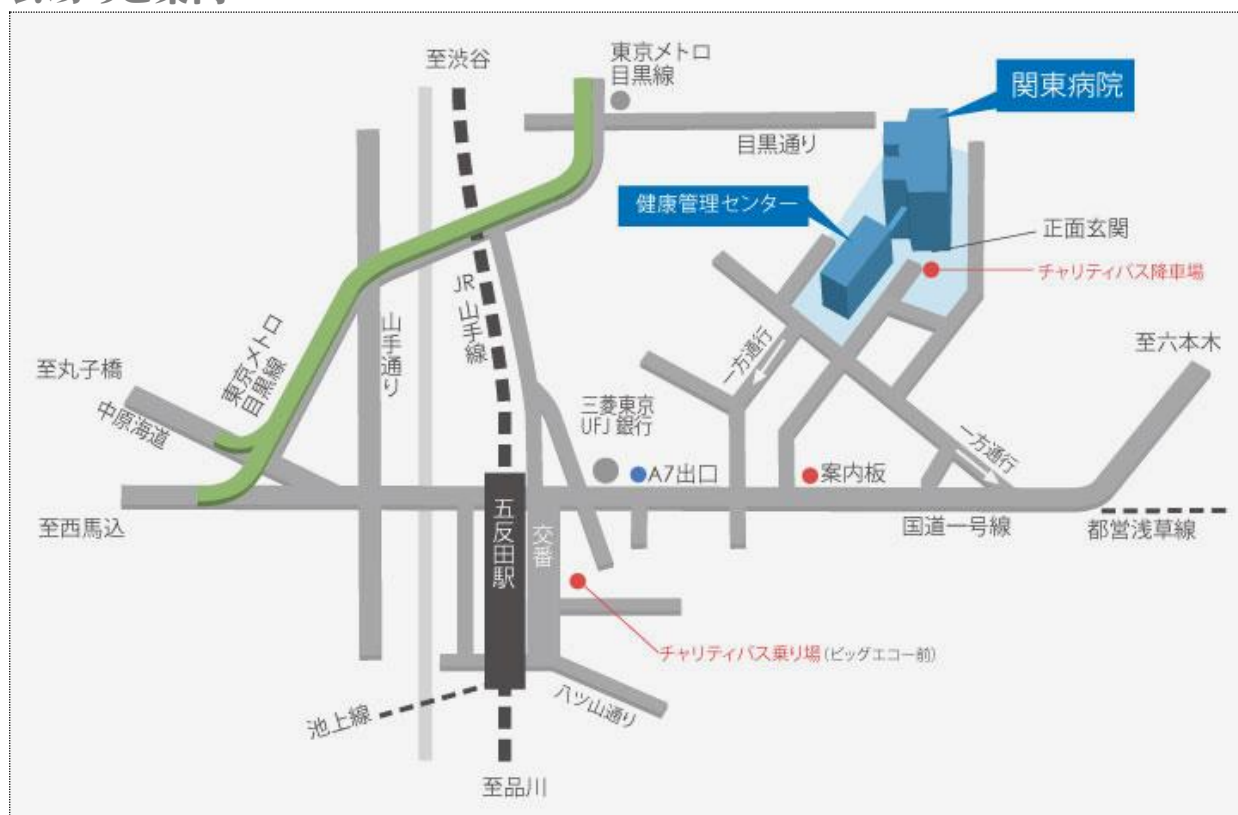 至渋谷
東京メトロ
目黒線
関東病院
目黒通り
健康管理センター
正面玄関
チャリティバス降車場
JR 山手線
山手通り
至丸子橋
東京メトロ
目黒線
中原海道
一方通行
至六本木
三菱東京
UFJ 銀行
A7出口
案内板
一方通行
至西馬込
五反田駅
交番
国道一号線
都営浅草線
チャリティバス乗り場(ビッグエコー前)
八ツ山通り
池上線
至品川